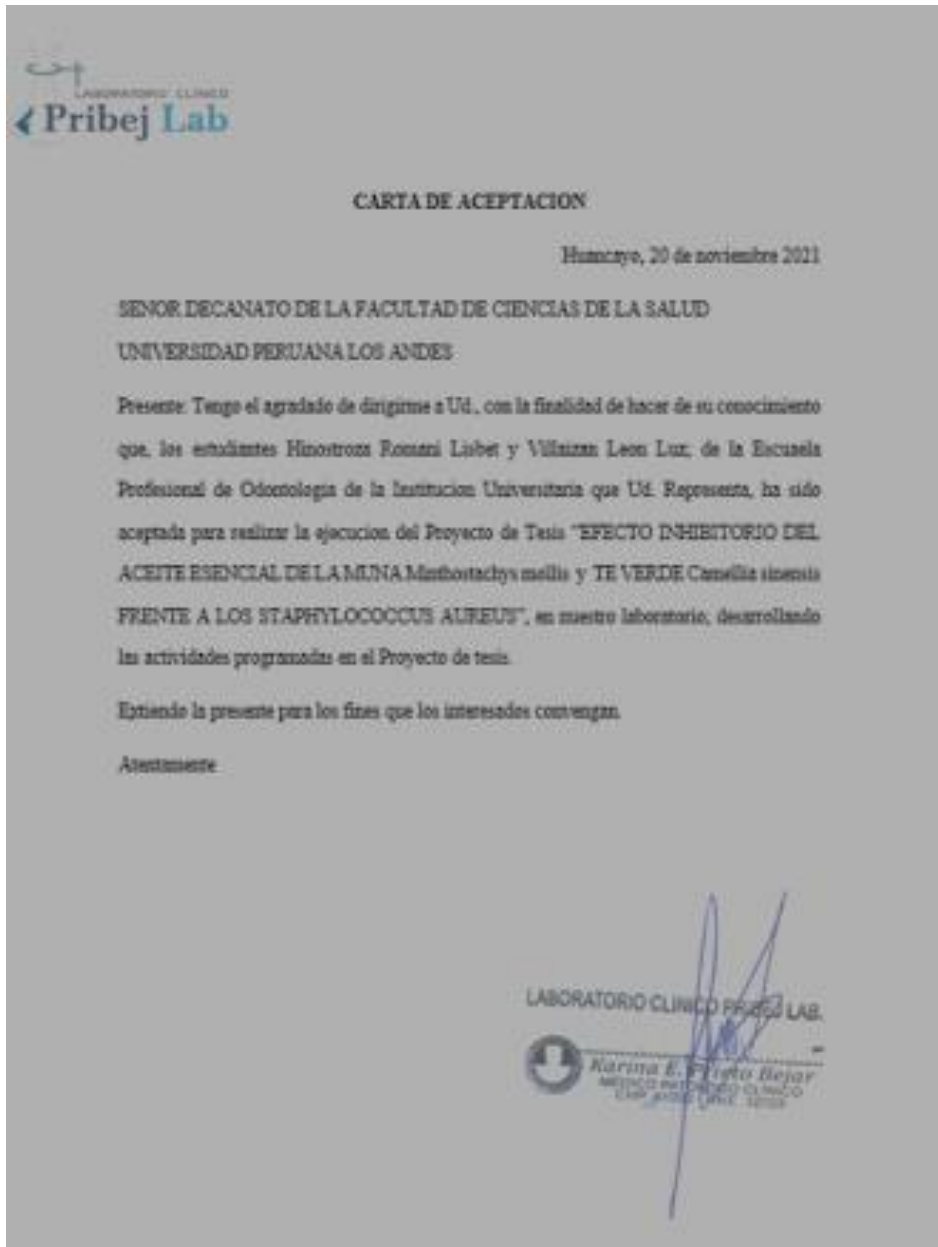 LABORATORIO CLINICO
Pribej Lab
CARTA DE ACEPTACION
Huancayo, 20 de noviembre 2021
SENOR DECANATO DE LA FACULTAD DE CIENCIAS DE LA SALUD
UNIVERSIDAD PERUANA LOS ANDES
Presente: Tengo el agradado de dirigirme a Ud., con la finalidad de hacer de su conocimiento
que, los estudiantes Hinostroza Romani Lisbet y Villaizan Leon Luz; de la Escuela
Profesional de Odontologia de la Institucion Universitaria que Ud. Representa, ha sido
aceptada para realizar la ejecucion del Proyecto de Tesis "EFECTO INHIBITORIO DEL
ACEITE ESENCIAL DE LA MUNA Minthostachys mollis y TE VERDE Camellia sinensis
FRENTE A LOS STAPHYLOCOCCUS AUREUS", en nuestro laboratorio; desarrollando
las actividades programadas en el Proyecto de tesis.
Extiendo la presente para los fines que los interesados convengan.
Atentamente
LABORATORIO CLINICO PRIBEJ LAB.
Karina E. Prieto Bejar
MEDICO PATOLOGO CLINICO